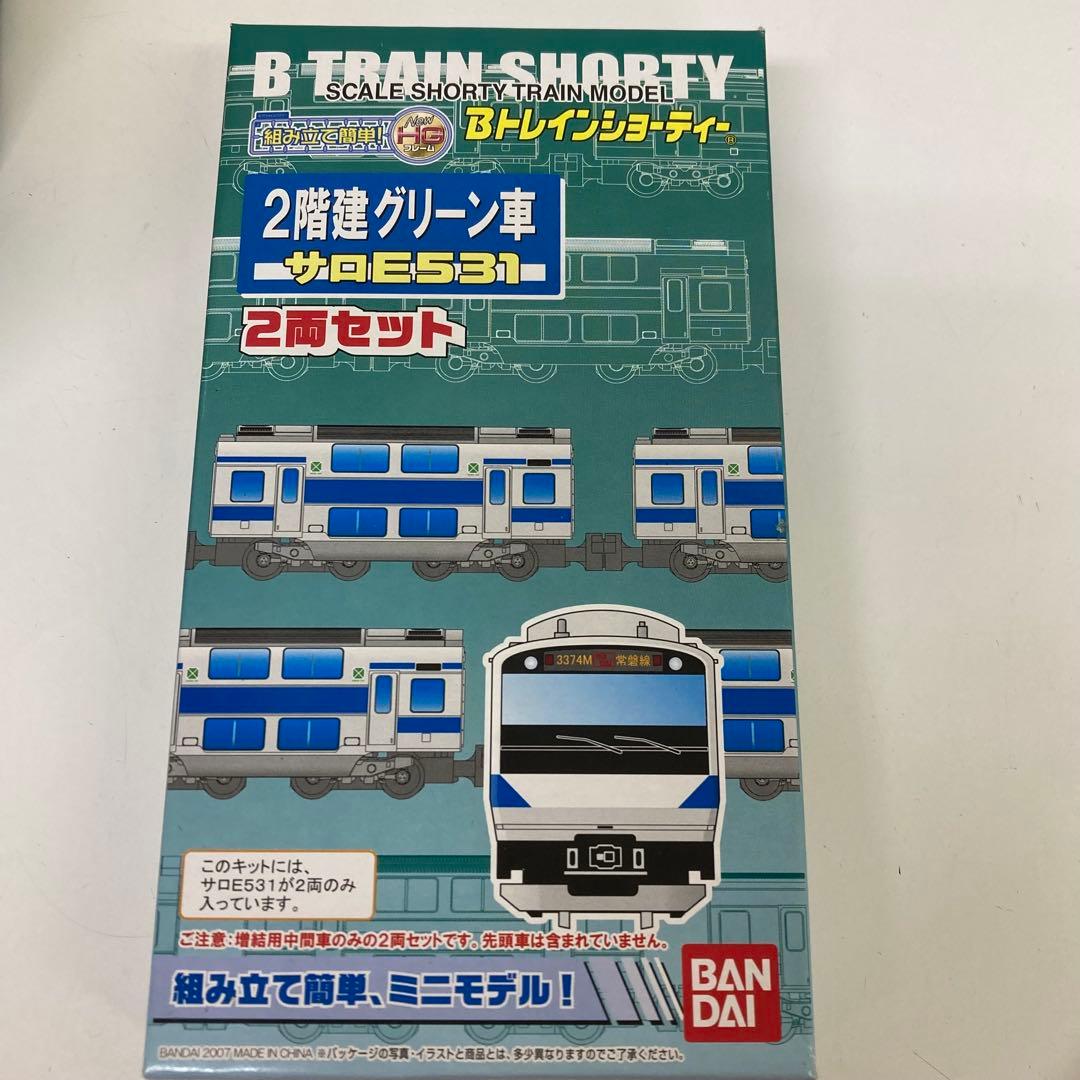 B TRAIN SHORTY
SCALE SHORTY TRAIN MODEL
組み立て簡単!
New
HG
フレーム
Bトレインショーティー®
2階建グリーン車
サロE531
2両セット
3374M
常磐線
このキットには、
サロE531が2両のみ
入っています。
ご注意:増結用中間車のみの2両セットです。先頭車は含まれていません。
組み立て簡単、ミニモデル!
BAN
DAI
BANDAI 2007 MADE IN CHINA ※パッケージの写真・イラストと商品とは、多少異なりますのでご了承ください。